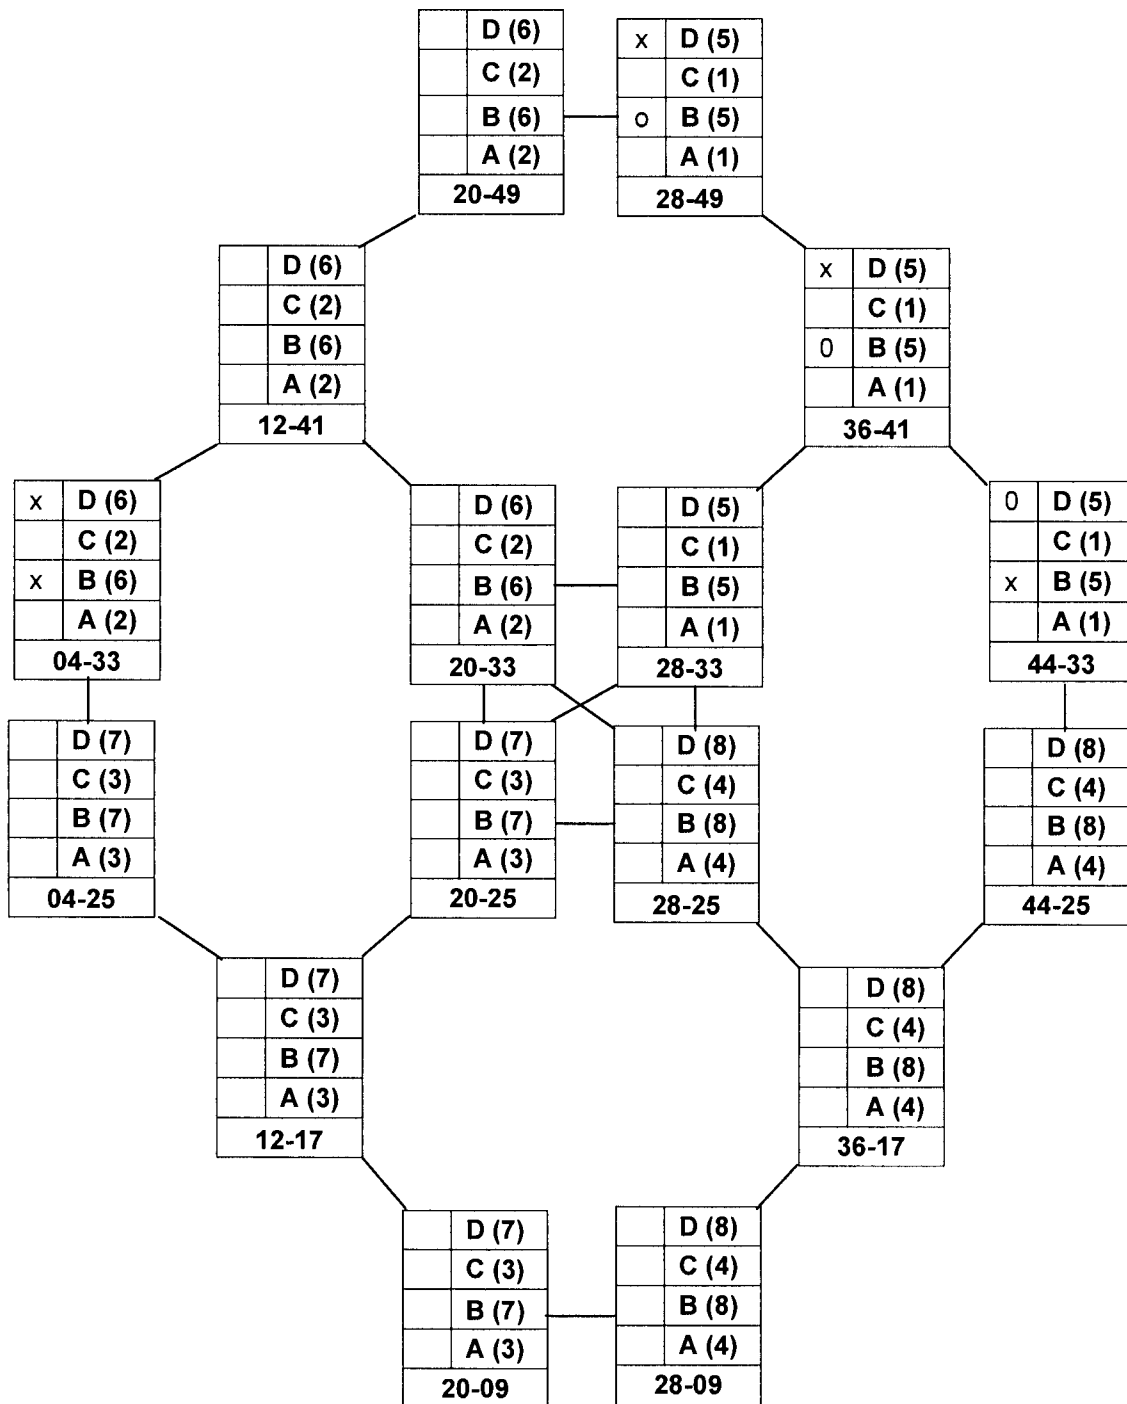 D (6)
C (2)
B (6)
A (2)
20-49
x D (5)
C (1)
o B (5)
A (1)
28-49
D (6)
C (2)
B (6)
A (2)
12-41
x D (5)
C (1)
0 B (5)
A (1)
36-41
x D (6)
C (2)
x B (6)
A (2)
04-33
D (6)
C (2)
B (6)
A (2)
20-33
D (5)
C (1)
B (5)
A (1)
28-33
0 D (5)
C (1)
x B (5)
A (1)
44-33
D (7)
C (3)
B (7)
A (3)
04-25
D (7)
C (3)
B (7)
A (3)
20-25
D (8)
C (4)
B (8)
A (4)
28-25
D (8)
C (4)
B (8)
A (4)
44-25
D (7)
C (3)
B (7)
A (3)
12-17
D (8)
C (4)
B (8)
A (4)
36-17
D (7)
C (3)
B (7)
A (3)
20-09
D (8)
C (4)
B (8)
A (4)
28-09